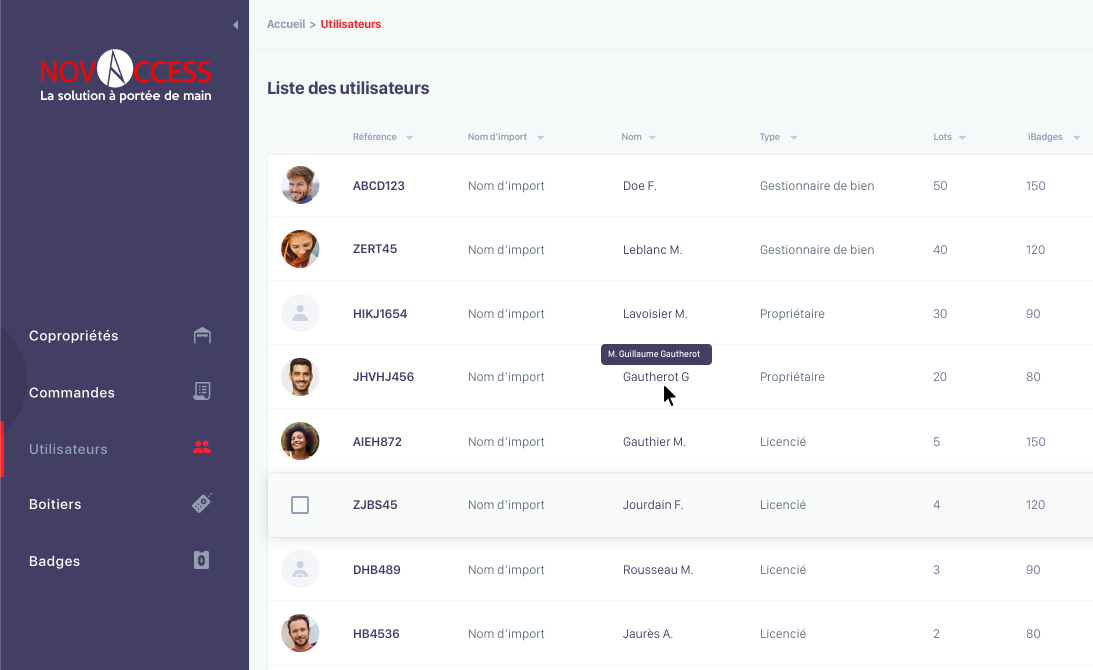 NOVACCESS
La solution à portée de main
Copropriétés
Commandes
Utilisateurs
Boitiers
Badges
Accueil > Utilisateurs
Liste des utilisateurs
Référence Nom d'import Nom Type Lots iBadges
ABCD123 Nom d'import Doe F. Gestionnaire de bien 50 150
ZERT45 Nom d'import Leblanc M. Gestionnaire de bien 40 120
HIKJ1654 Nom d'import Lavoisier M. Propriétaire 30 90
M. Guillaume Gautherot
JHVHJ456 Nom d'import Gautherot G Propriétaire 20 80
AIEH872 Nom d'import Gauthier M. Licencié 5 150
ZJBS45 Nom d'import Jourdain F. Licencié 4 120
DHB489 Nom d'import Rousseau M. Licencié 3 90
HB4536 Nom d'import Jaurès A. Licencié 2 80